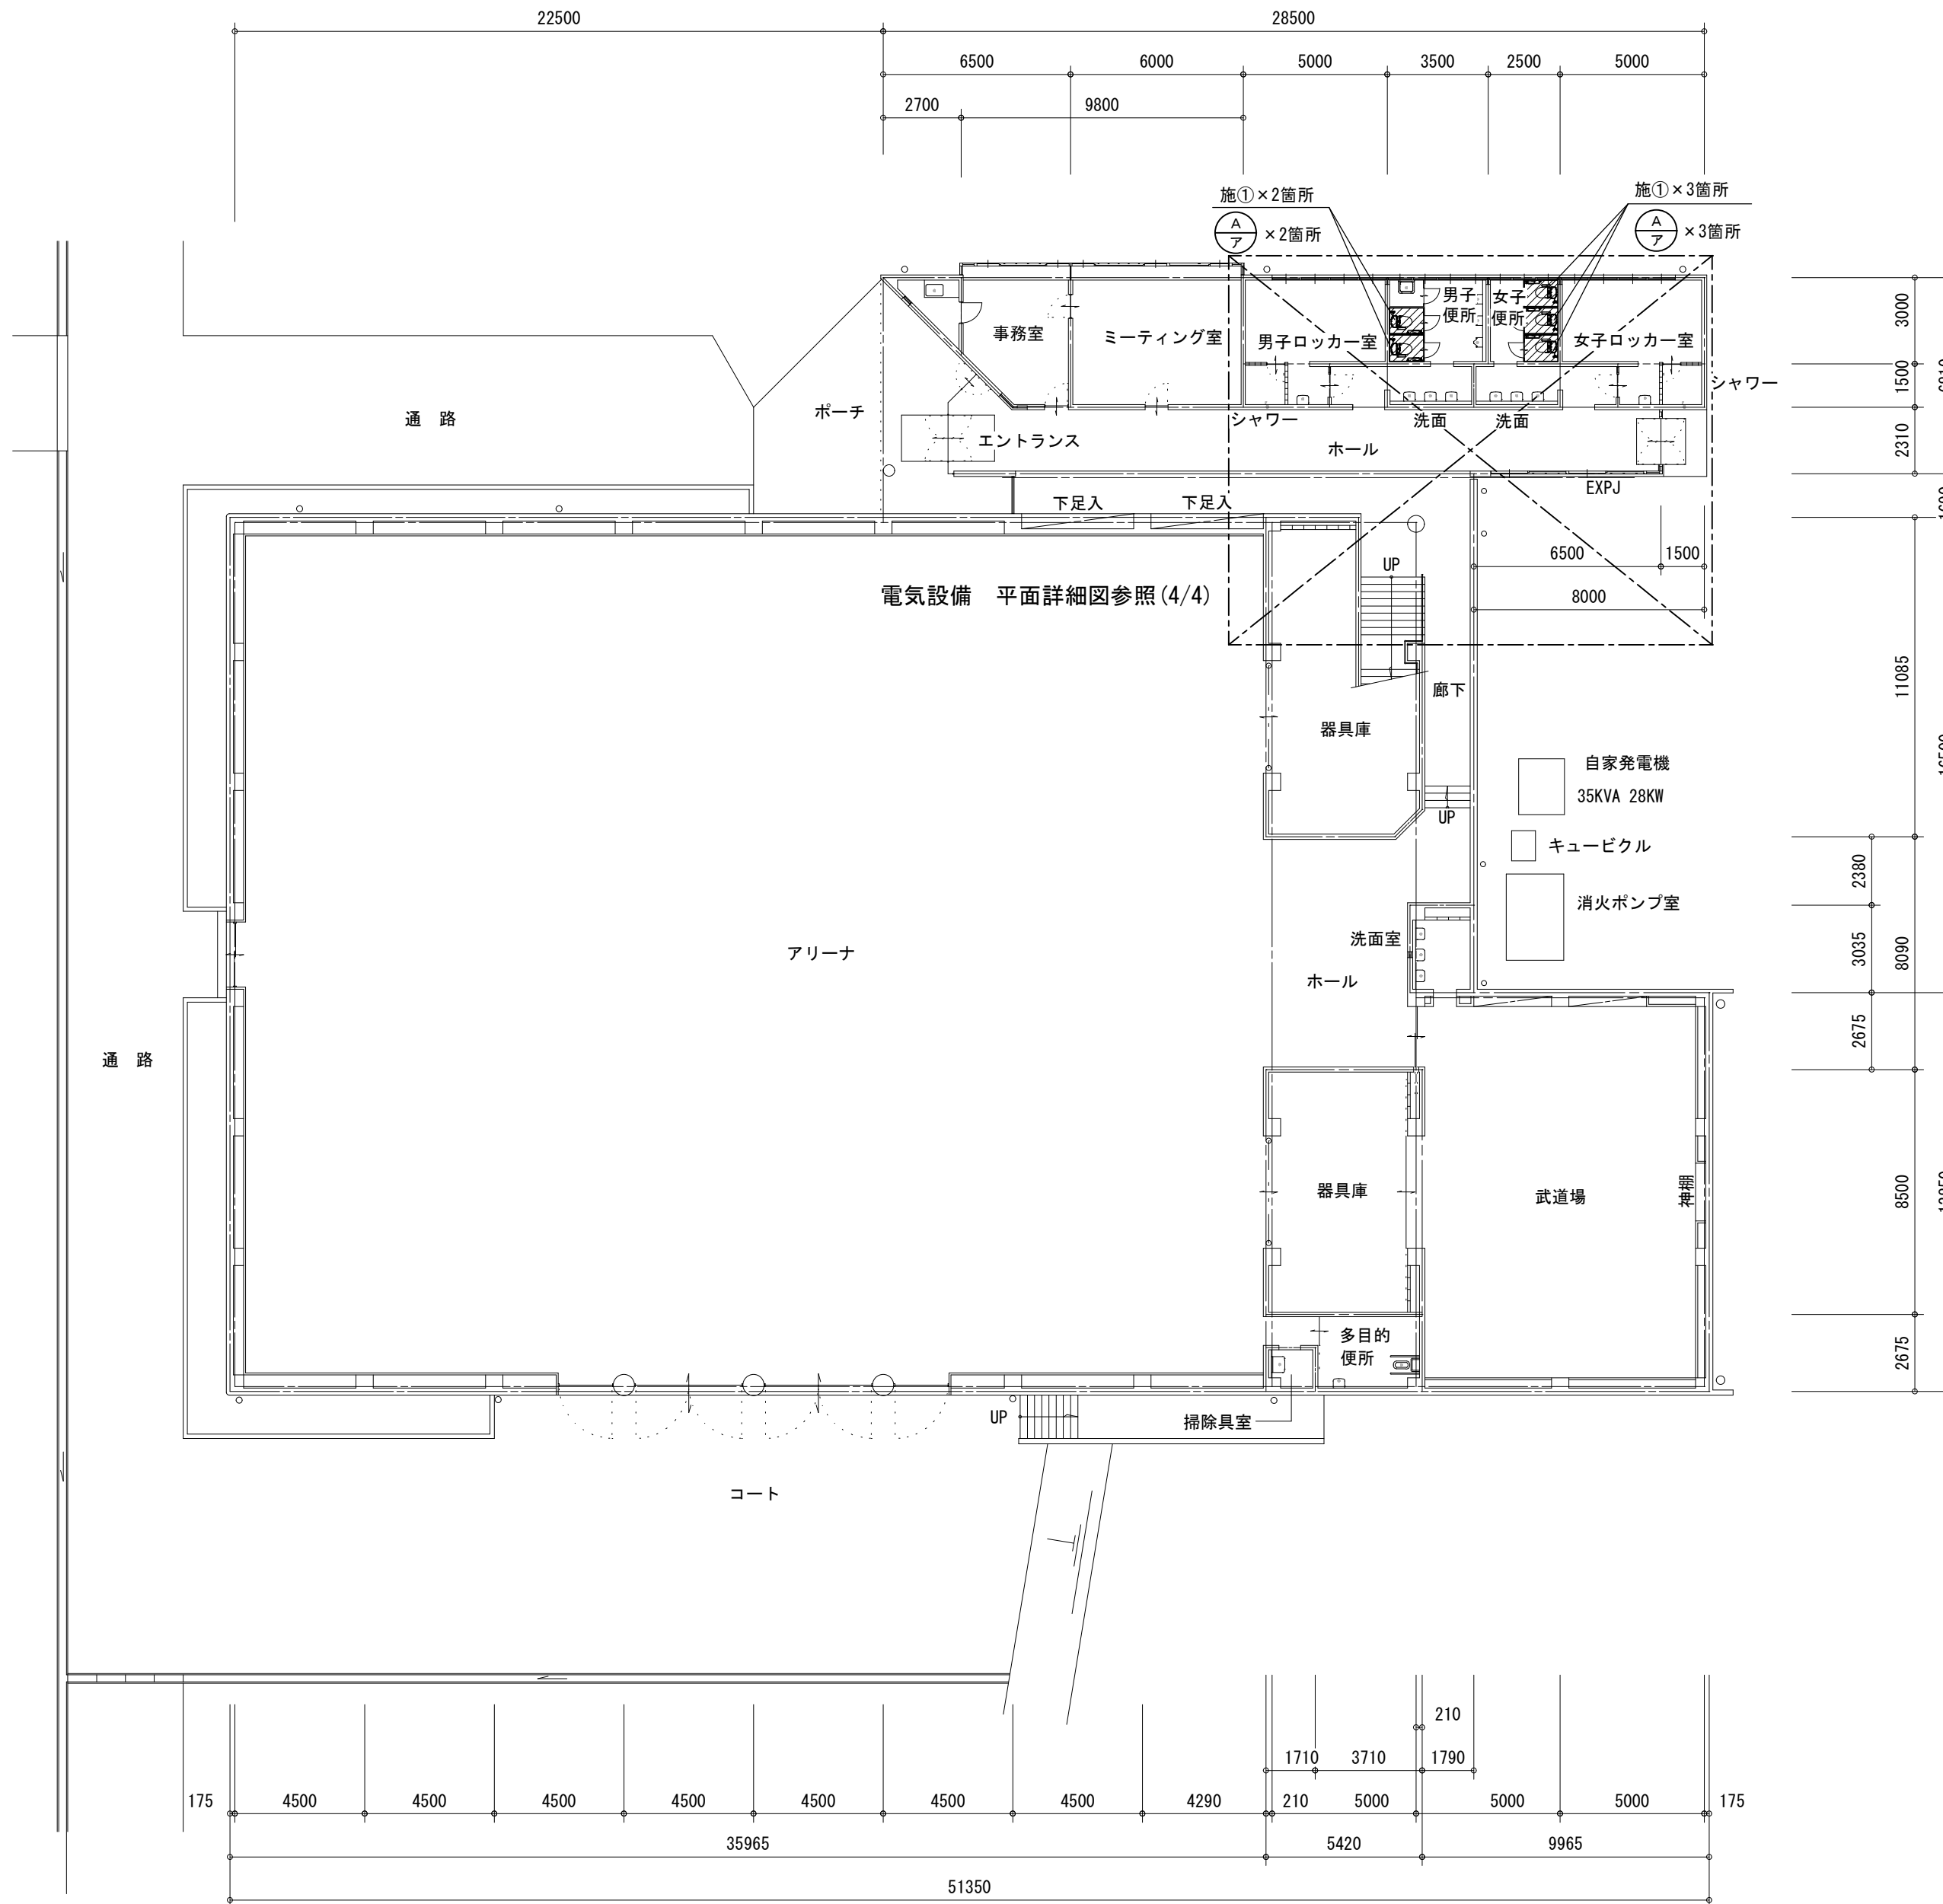 22500
28500
6500
6000
5000
3500
2500
5000
2700
9800
施①×2箇所
施①×3箇所
A
ア
×2箇所
A
ア
×3箇所
男子
便所
女子
便所
事務室
ミーティング室
男子ロッカー室
女子ロッカー室
シャワー
3000
1500
2310
通 路
ポーチ
エントランス
シャワー
洗面
洗面
ホール
EXPJ
下足入
下足入
6500
1500
8000
UP
電気設備 平面詳細図参照(4/4)
廊下
器具庫
11085
自家発電機
35KVA 28KW
UP
キュービクル
消火ポンプ室
2380
3035
8090
2675
アリーナ
洗面室
ホール
通 路
器具庫
武道場
神棚
8500
多目的
便所
2675
UP
掃除具室
コート
210
1710
3710
1790
175
4500
4500
4500
4500
4500
4500
4500
4290
210
5000
5000
5000
175
35965
5420
9965
51350